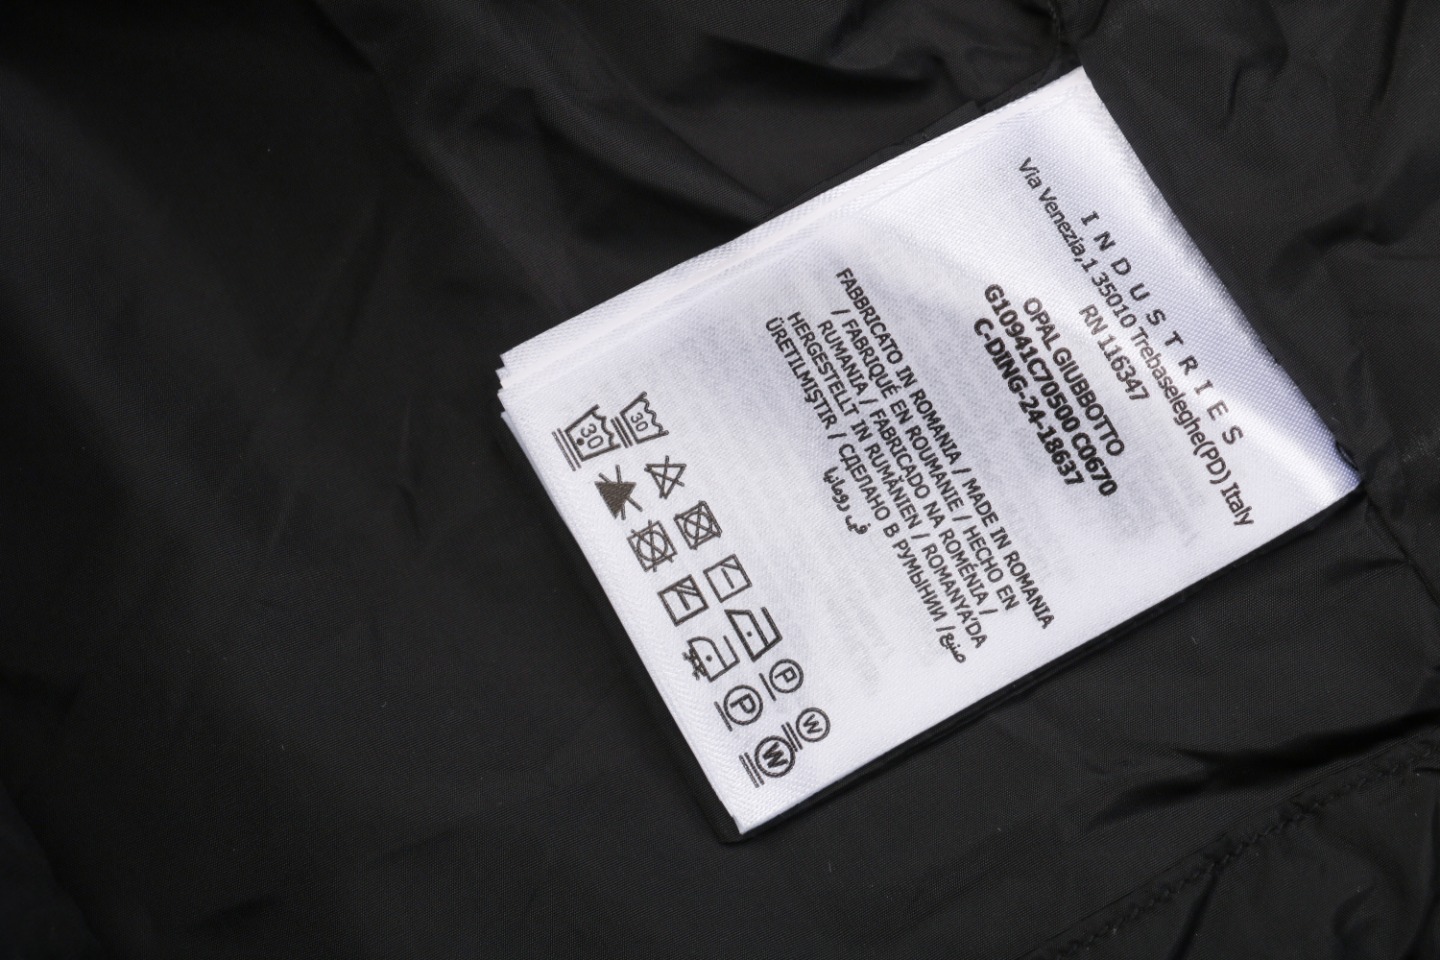 INDUSTRIES
Via Venezia,1 35010 Trebaseleghe(PD) Italy
RN 116347
OPAL GIUBBOTTO
G10941C70500 C0670
C-DING-24-18637
FABBRICATO IN ROMANIA / MADE IN ROMANIA
/ FABRIQUÉ EN ROUMANIE / HECHO EN
RUMANIA / FABRICADO NA ROMÉNIA /
HERGESTELLT IN RUMÄNIEN / ROMANYA'DA
ÜRETILMIŞTIR / СДЕЛАНО В РУМЫНИИ / صنع
في رومانيا
30
30
P
W
P
W